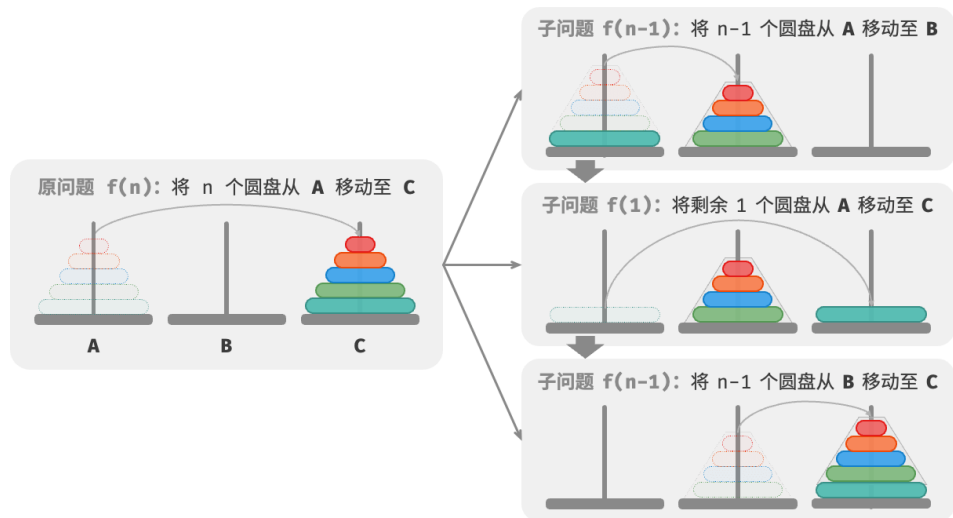 原问题 f(n)：将 n 个圆盘从 A 移动至 C
A B C
子问题 f(n-1)：将 n-1 个圆盘从 A 移动至 B
子问题 f(1)：将剩余 1 个圆盘从 A 移动至 C
子问题 f(n-1)：将 n-1 个圆盘从 B 移动至 C